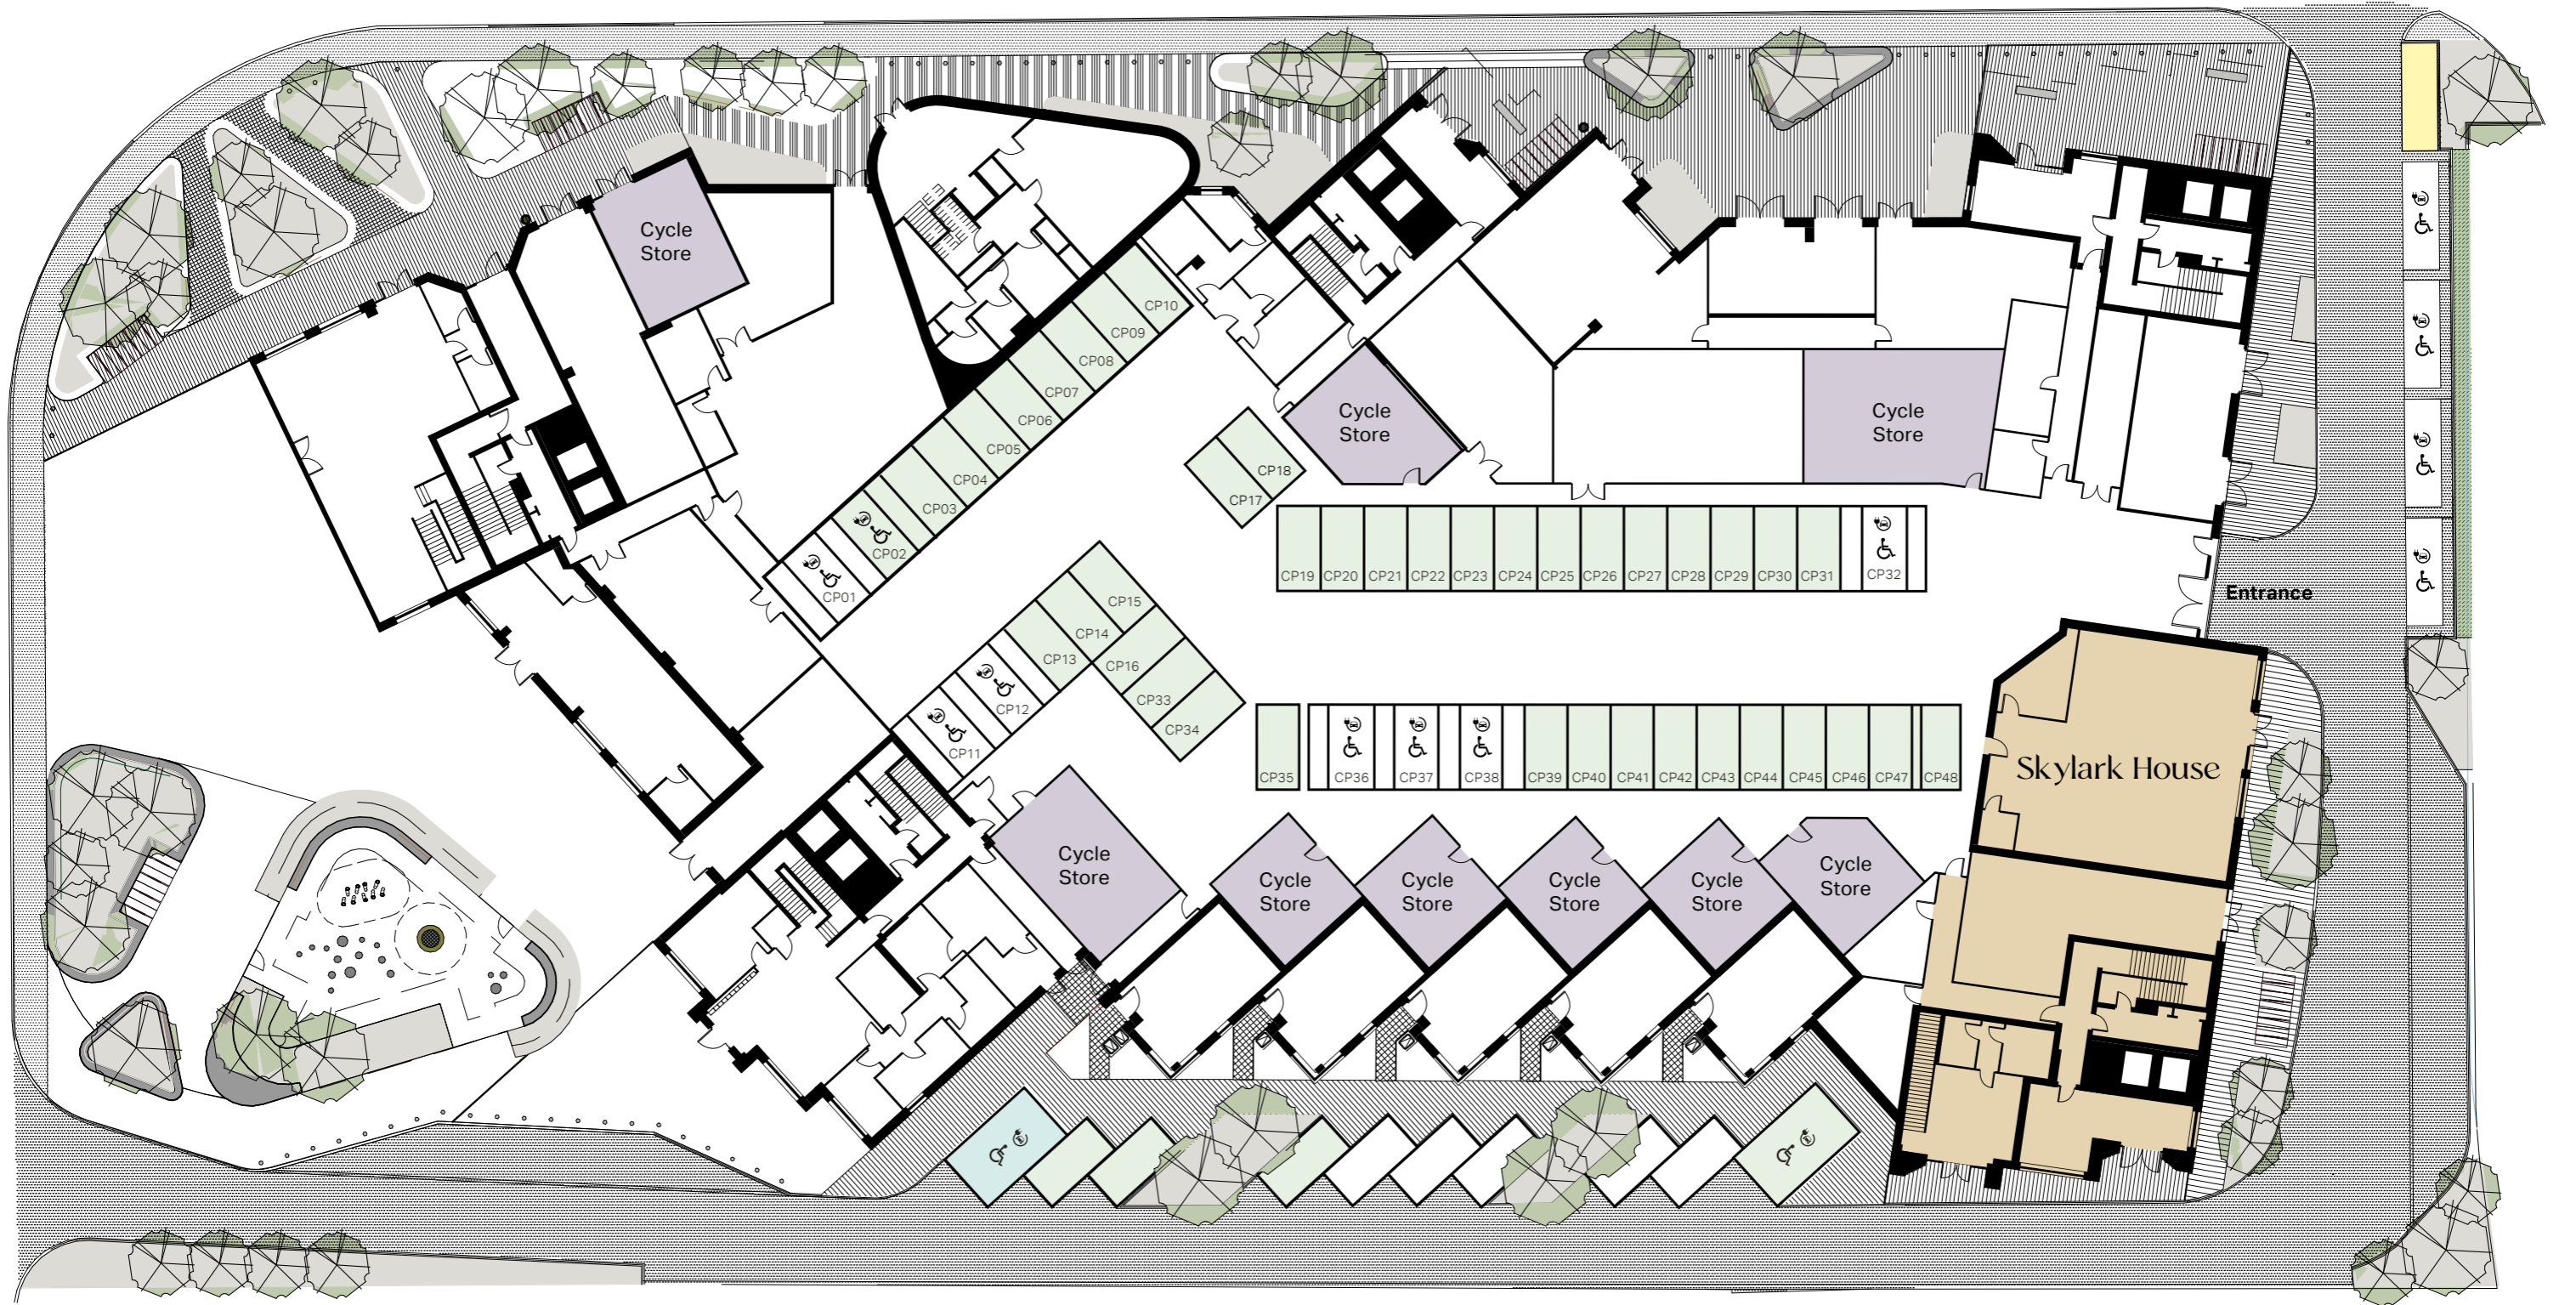 Cycle
Store
CP10
CP09
CP08
CP07
CP06
CP05
CP04
CP03
CP02
CP01
Cycle
Store
Cycle
Store
CP18
CP17
CP19 CP20 CP21 CP22 CP23 CP24 CP25 CP26 CP27 CP28 CP29 CP30 CP31 CP32
Entrance
CP15
CP14
CP13
CP16
CP12
CP33
CP11
CP34
CP35 CP36 CP37 CP38 CP39 CP40 CP41 CP42 CP43 CP44 CP45 CP46 CP47 CP48
Skylark House
Cycle
Store
Cycle
Store
Cycle
Store
Cycle
Store
Cycle
Store
Cycle
Store